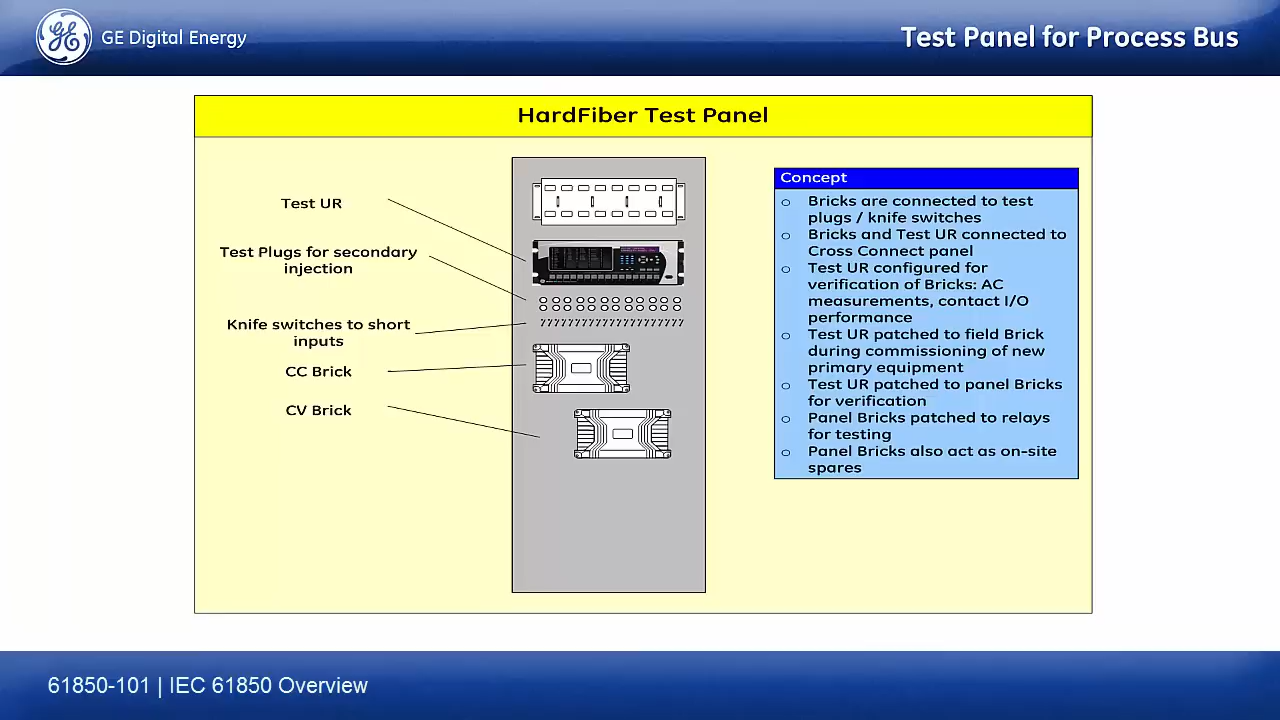 GE Digital Energy
Test Panel for Process Bus
HardFiber Test Panel
Test UR
Test Plugs for secondary
injection
Knife switches to short
inputs
CC Brick
CV Brick
Concept
o Bricks are connected to test
plugs / knife switches
o Bricks and Test UR connected to
Cross Connect panel
o Test UR configured for
verification of Bricks: AC
measurements, contact I/O
performance
o Test UR patched to field Brick
during commissioning of new
primary equipment
o Test UR patched to panel Bricks
for verification
o Panel Bricks patched to relays
for testing
o Panel Bricks also act as on-site
spares
61850-101 | IEC 61850 Overview